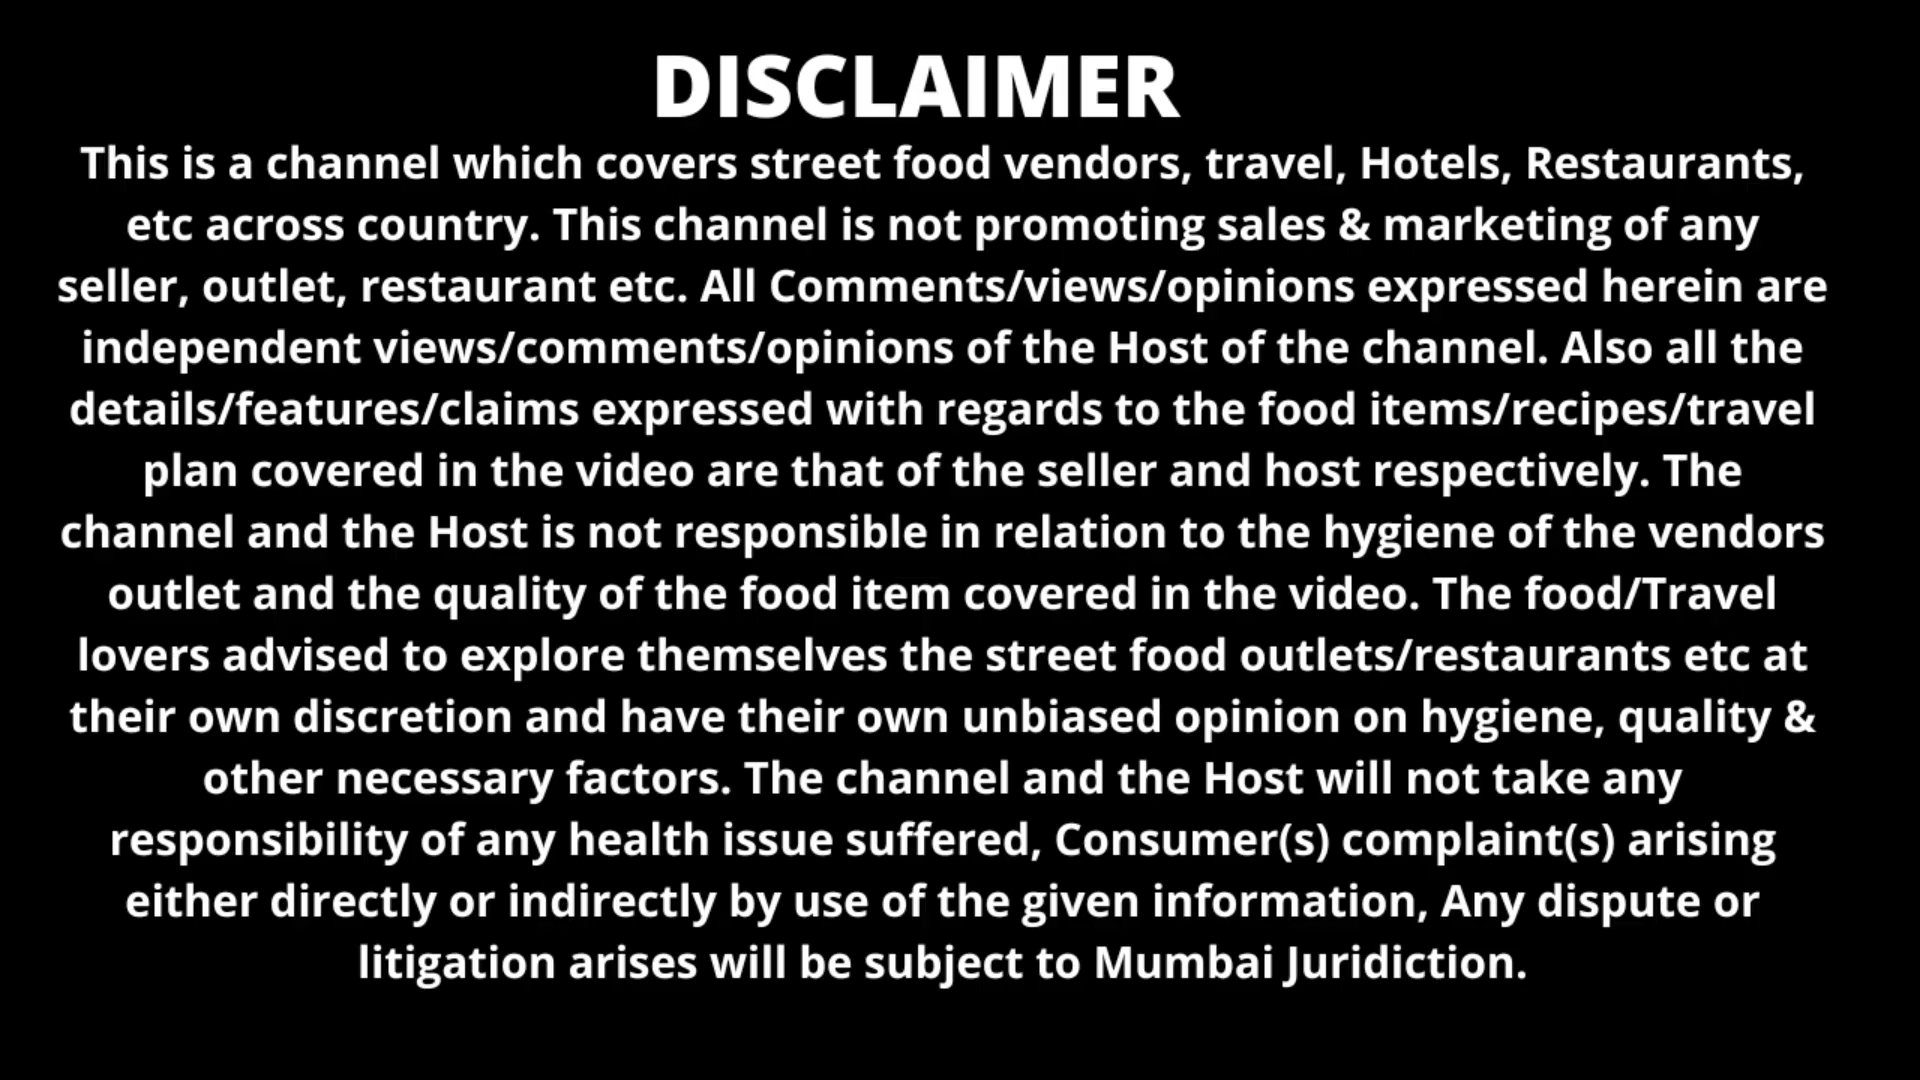 DISCLAIMER
This is a channel which covers street food vendors, travel, Hotels, Restaurants,
etc across country. This channel is not promoting sales & marketing of any
seller, outlet, restaurant etc. All Comments/views/opinions expressed herein are
independent views/comments/opinions of the Host of the channel. Also all the
details/features/claims expressed with regards to the food items/recipes/travel
plan covered in the video are that of the seller and host respectively. The
channel and the Host is not responsible in relation to the hygiene of the vendors
outlet and the quality of the food item covered in the video. The food/Travel
lovers advised to explore themselves the street food outlets/restaurants etc at
their own discretion and have their own unbiased opinion on hygiene, quality &
other necessary factors. The channel and the Host will not take any
responsibility of any health issue suffered, Consumer(s) complaint(s) arising
either directly or indirectly by use of the given information, Any dispute or
litigation arises will be subject to Mumbai Juridiction.